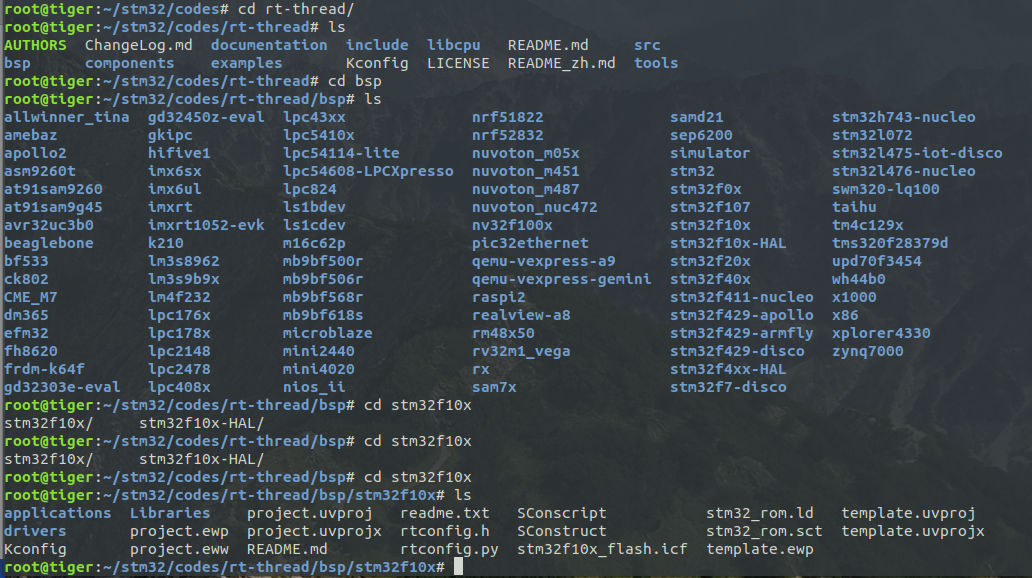 root@tiger:~/stm32/codes# cd rt-thread/
root@tiger:~/stm32/codes/rt-thread# ls
AUTHORS  ChangeLog.md  documentation  include  libcpu   README.md     src
bsp      components    examples       Kconfig  LICENSE  README_zh.md  tools
root@tiger:~/stm32/codes/rt-thread# cd bsp
root@tiger:~/stm32/codes/rt-thread/bsp# ls
allwinner_tina  gd32450z-eval  lpc43xx  nrf51822  samd21  stm32h743-nucleo
amebaz  gkipc  lpc5410x  nrf52832  sep6200  stm32l072
apollo2  hifive1  lpc54114-lite  nuvoton_m05x  simulator  stm32l475-iot-disco
asm9260t  imx6sx  lpc54608-LPCXpresso  nuvoton_m451  stm32  stm32l476-nucleo
at91sam9260  imx6ul  lpc824  nuvoton_m487  stm32f0x  swm320-lq100
at91sam9g45  imxrt  ls1bdev  nuvoton_nuc472  stm32f107  taihu
avr32uc3b0  imxrt1052-evk  ls1cdev  nv32f100x  stm32f10x  tm4c129x
beaglebone  k210  m16c62p  pic32ethernet  stm32f10x-HAL  tms320f28379d
bf533  lm3s8962  mb9bf500r  qemu-vexpress-a9  stm32f20x  upd70f3454
ck802  lm3s9b9x  mb9bf506r  qemu-vexpress-gemini  stm32f40x  wh44b0
CME_M7  lm4f232  mb9bf568r  raspi2  stm32f411-nucleo  x1000
dm365  lpc176x  mb9bf618s  realview-a8  stm32f429-apollo  x86
efm32  lpc178x  microblaze  rm48x50  stm32f429-armfly  xplorer4330
fh8620  lpc2148  mini2440  rv32m1_vega  stm32f429-disco  zynq7000
frdm-k64f  lpc2478  mini4020  rx  stm32f4xx-HAL
gd32303e-eval  lpc408x  nios_ii  sam7x  stm32f7-disco
root@tiger:~/stm32/codes/rt-thread/bsp# cd stm32f10x
stm32f10x/     stm32f10x-HAL/
root@tiger:~/stm32/codes/rt-thread/bsp# cd stm32f10x
stm32f10x/     stm32f10x-HAL/
root@tiger:~/stm32/codes/rt-thread/bsp# cd stm32f10x
root@tiger:~/stm32/codes/rt-thread/bsp/stm32f10x# ls
applications  Libraries    project.uvproj   readme.txt   SConscript           stm32_rom.ld   template.uvproj
drivers       project.ewp  project.uvprojx  rtconfig.h   SConstruct           stm32_rom.sct  template.uvprojx
Kconfig       project.eww  README.md        rtconfig.py  stm32f10x_flash.icf  template.ewp
root@tiger:~/stm32/codes/rt-thread/bsp/stm32f10x#